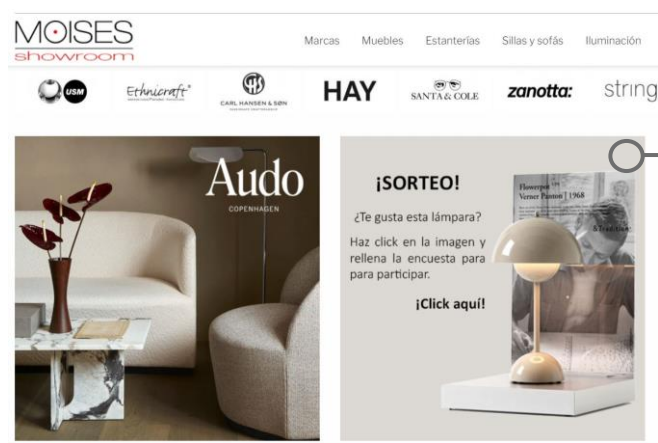 MOISES
showroom
Marcas Muebles Estanterías Sillas y sofás Iluminación
USM Ethnicraft CARL HANSEN & SØN HAY SANTA & COLE zanotta: string
Audo
COPENHAGEN
¡SORTEO!
¿Te gusta esta lámpara?
Haz click en la imagen y
rellena la encuesta para
para participar.
¡Click aquí!
Flowerpot
Verner Panton | 1968
&Tradition